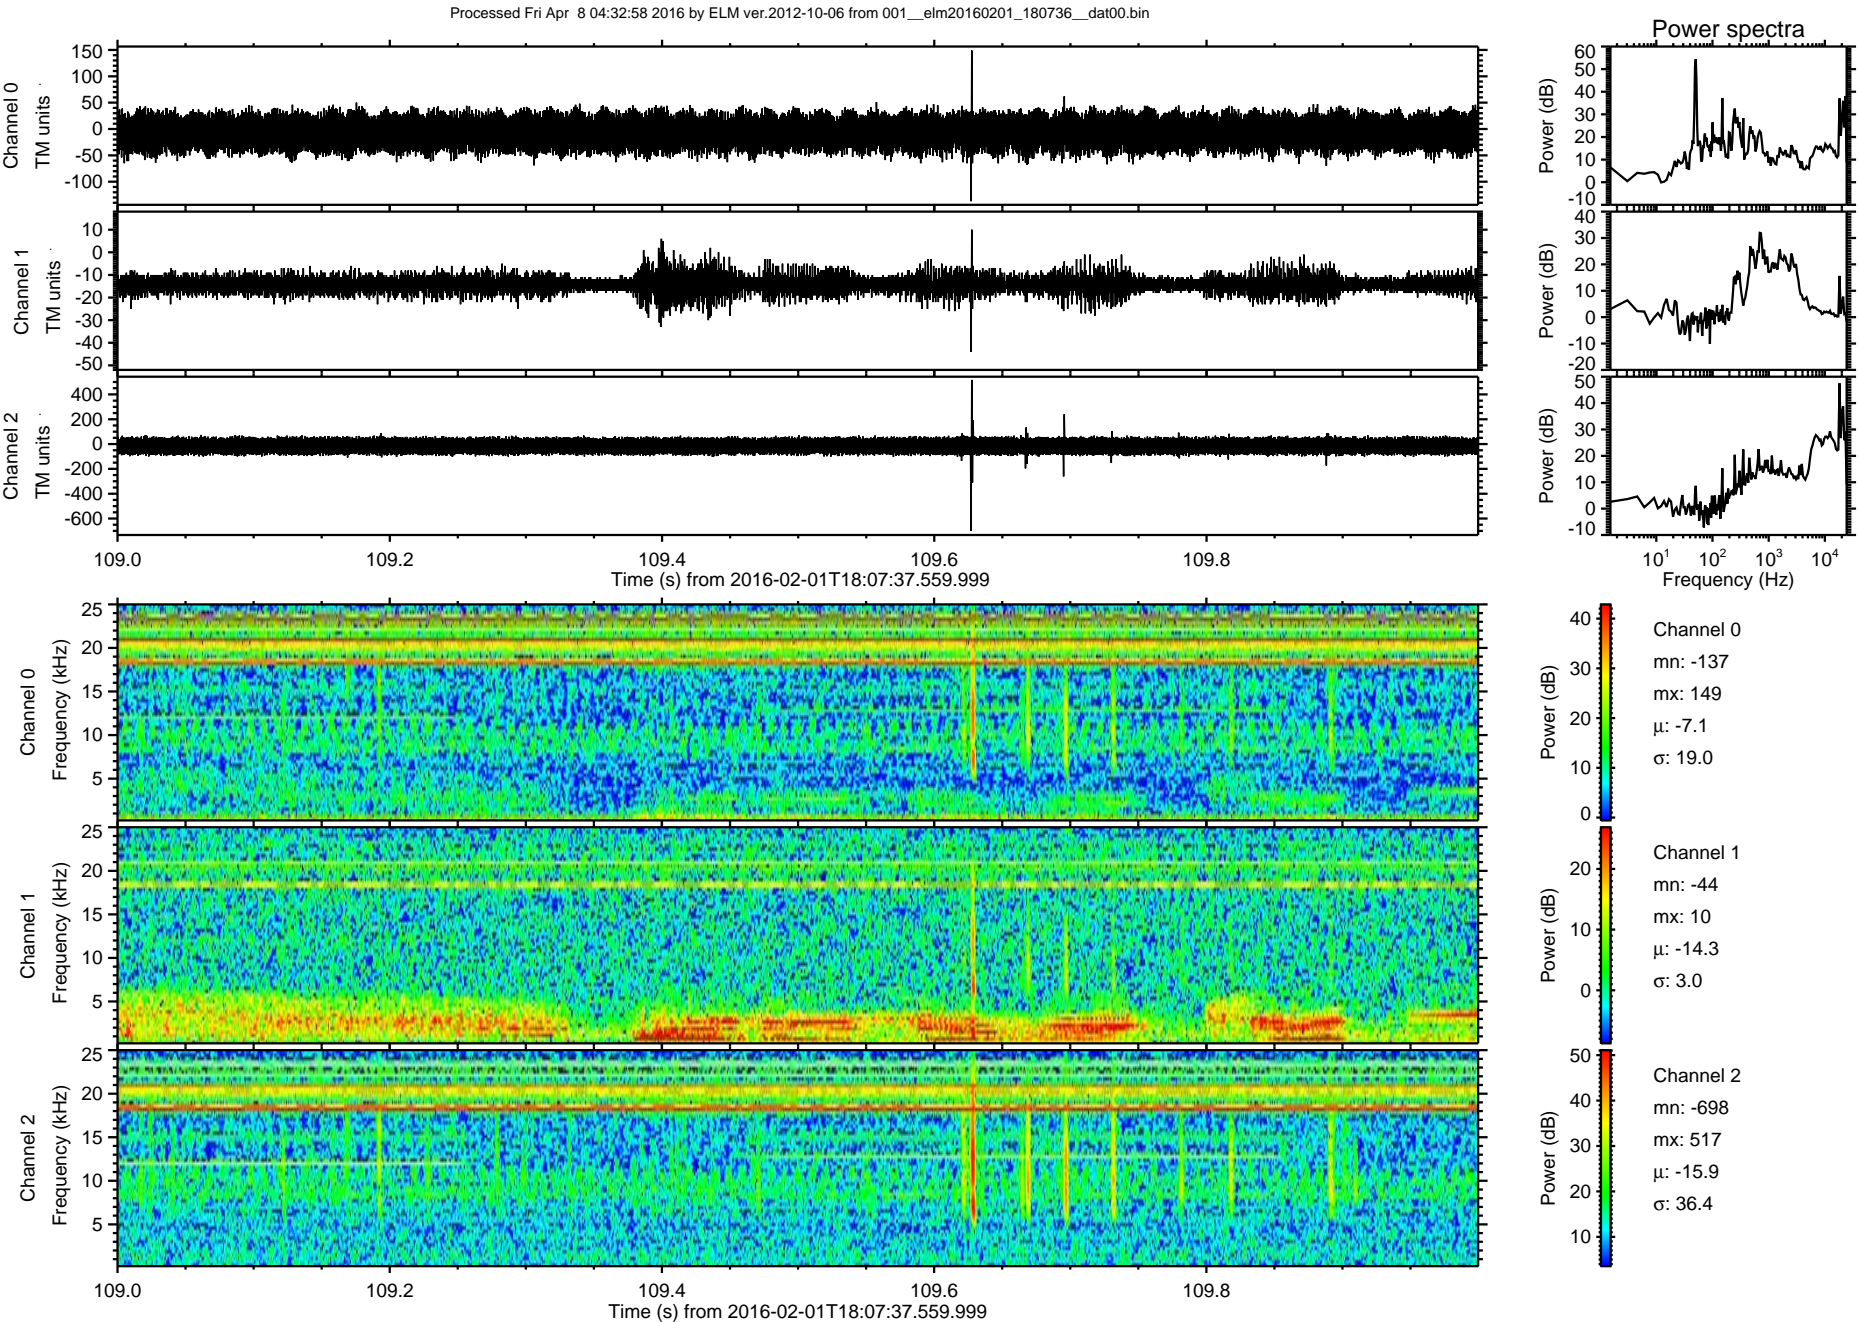 Processed Fri Apr  8 04:32:58 2016 by ELM ver.2012-10-06 from 001__elm20160201_180736__dat00.bin
Power spectra
Channel 0
TM units
150
100
50
0
-50
-100
Power (dB)
60
50
40
30
20
10
0
-10
Channel 1
TM units
10
0
-10
-20
-30
-40
-50
Power (dB)
40
30
20
10
0
-10
-20
Channel 2
TM units
400
200
0
-200
-400
-600
Power (dB)
50
40
30
20
10
0
-10
109.0 109.2 109.4 109.6 109.8
Time (s) from 2016-02-01T18:07:37.559.999
10^1 10^2 10^3 10^4
Frequency (Hz)
Channel 0
Frequency (kHz)
25
20
15
10
5
Power (dB)
40
30
20
10
0
Channel 0
mn: -137
mx: 149
μ: -7.1
σ: 19.0
Channel 1
Frequency (kHz)
25
20
15
10
5
Power (dB)
20
10
0
Channel 1
mn: -44
mx: 10
μ: -14.3
σ: 3.0
Channel 2
Frequency (kHz)
25
20
15
10
5
Power (dB)
50
40
30
20
10
Channel 2
mn: -698
mx: 517
μ: -15.9
σ: 36.4
109.0 109.2 109.4 109.6 109.8
Time (s) from 2016-02-01T18:07:37.559.999